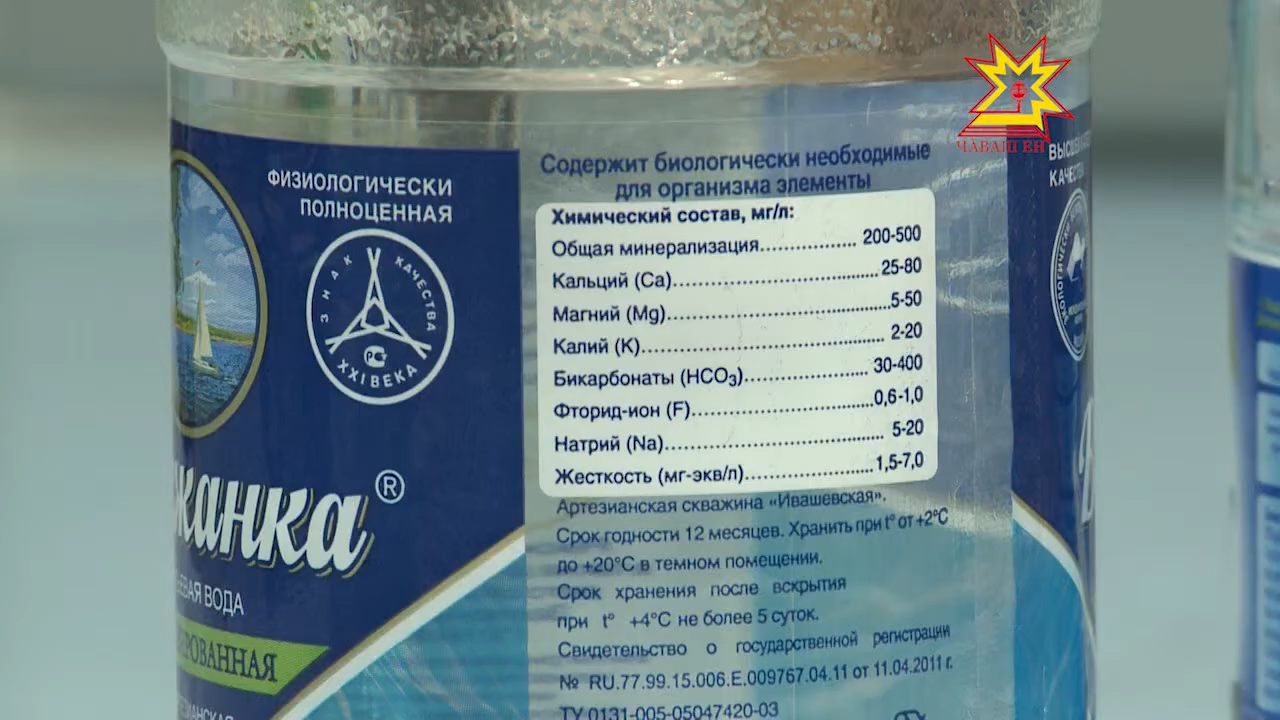 ЧĂВАШ ЕН
ФИЗИОЛОГИЧЕСКИ
ПОЛНОЦЕННАЯ
ЗНАК КАЧЕСТВА
XXI ВЕКА
ВОДА
Содержит биологически необходимые
для организма элементы
Химический состав, мг/л:
Общая минерализация................ 200-500
Кальций (Ca)................................... 25-80
Магний (Mg).....................................5-50
Калий (K)......................................... 2-20
Бикарбонаты (HCO3)..................... 30-400
Фторид-ион (F)...............................0,6-1,0
Натрий (Na)..................................... 5-20
Жесткость (мг-экв/л)......................1,5-7,0
Артезианская скважина «Ивашевская».
Срок годности 12 месяцев. Хранить при t° от +2°C
до +20°C в темном помещении.
Срок хранения после вскрытия
при t° +4°C не более 5 суток.
Свидетельство о государственной регистрации
№ RU.77.99.15.006.E.009767.04.11 от 11.04.2011 г.
ТУ 0131-005-05047420-03